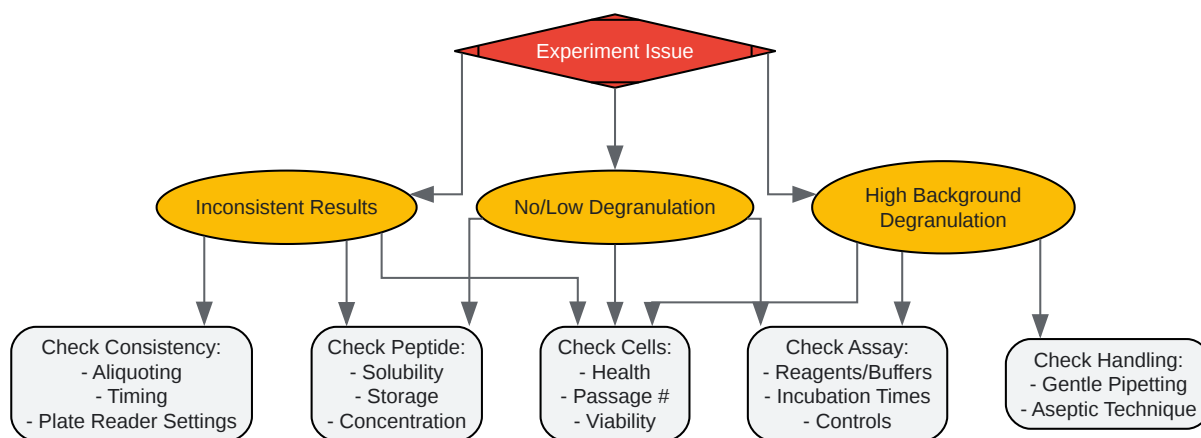 Experiment Issue
Inconsistent Results
No/Low Degranulation
High Background
Degranulation
Check Consistency:
- Aliquoting
- Timing
- Plate Reader Settings
Check Peptide:
- Solubility
- Storage
- Concentration
Check Cells:
- Health
- Passage #
- Viability
Check Assay:
- Reagents/Buffers
- Incubation Times
- Controls
Check Handling:
- Gentle Pipetting
- Aseptic Technique